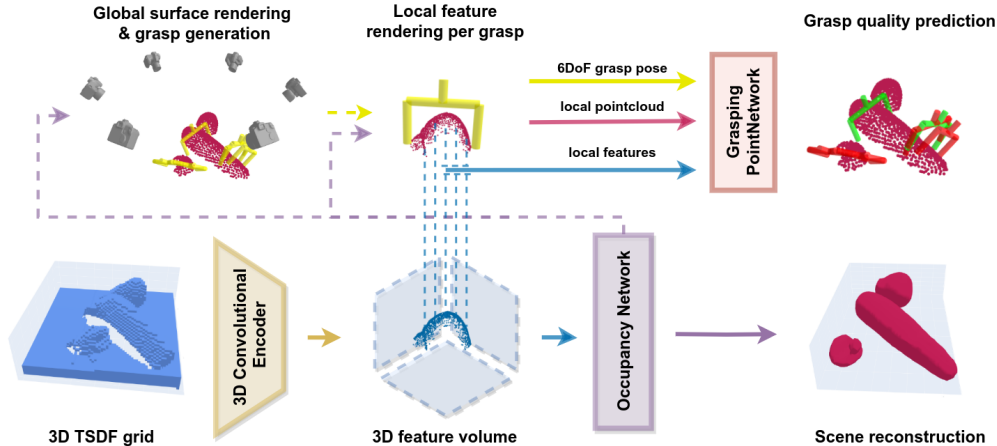 Global surface rendering
& grasp generation
Local feature
rendering per grasp
Grasp quality prediction
6DoF grasp pose
local pointcloud
local features
Grasping
PointNetwork
3D Convolutional
Encoder
Occupancy Network
3D TSDF grid
3D feature volume
Scene reconstruction